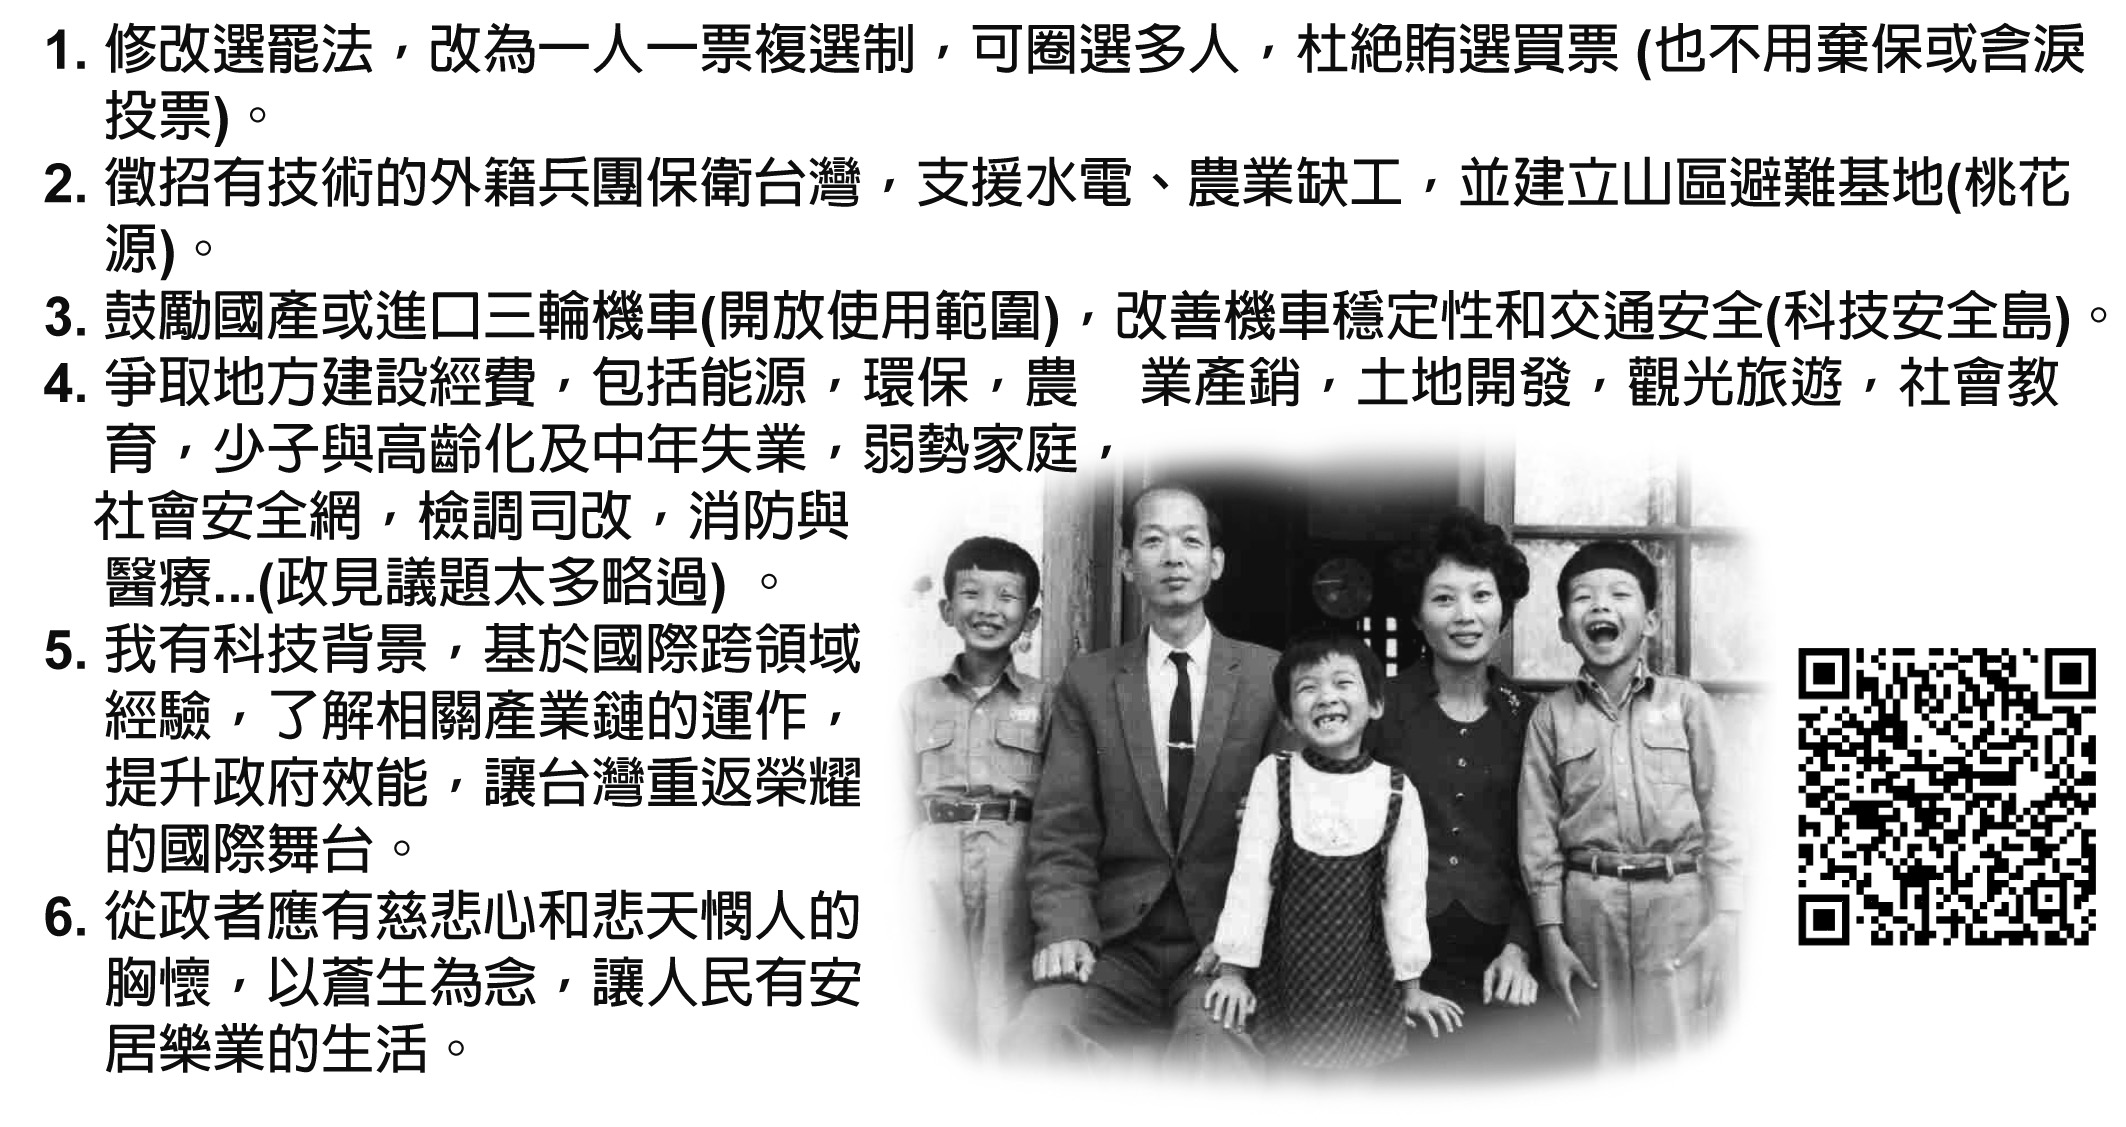 1. 修改選罷法，改為一人一票複選制，可圈選多人，杜絕賄選買票 (也不用棄保或含淚
投票)。
2. 徵招有技術的外籍兵團保衛台灣，支援水電、農業缺工，並建立山區避難基地(桃花
源)。
3. 鼓勵國產或進口三輪機車(開放使用範圍)，改善機車穩定性和交通安全(科技安全島)。
4. 爭取地方建設經費，包括能源，環保，農　業產銷，土地開發，觀光旅遊，社會教
育，少子與高齡化及中年失業，弱勢家庭，
社會安全網，檢調司改，消防與
醫療...(政見議題太多略過) 。
5. 我有科技背景，基於國際跨領域
經驗，了解相關產業鏈的運作，
提升政府效能，讓台灣重返榮耀
的國際舞台。
6. 從政者應有慈悲心和悲天憫人的
胸懷，以蒼生為念，讓人民有安
居樂業的生活。